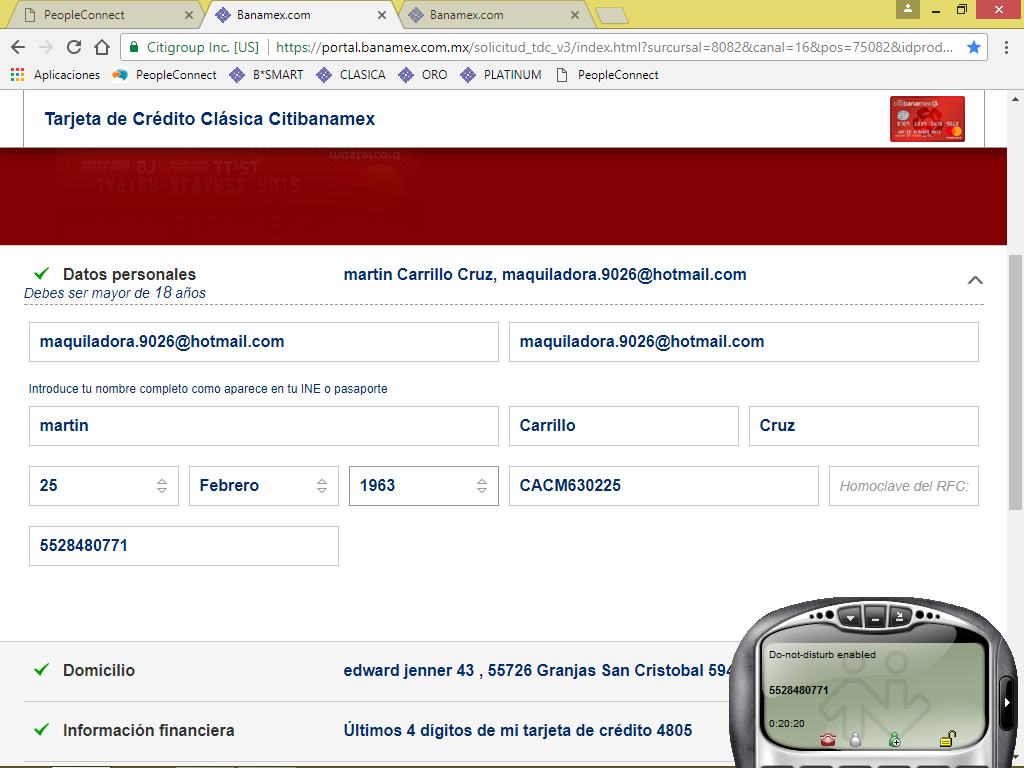 PeopleConnect
Banamex.com
Banamex.com
Citigroup Inc. [US]
https://portal.banamex.com.mx/solicitud_tdc_v3/index.html?surcursal=8082&canal=16&pos=75082&idprod...
Aplicaciones
PeopleConnect
B*SMART
CLASICA
ORO
PLATINUM
PeopleConnect
Tarjeta de Crédito Clásica Citibanamex
citibanamex
Datos personales
martin Carrillo Cruz, maquiladora.9026@hotmail.com
Debes ser mayor de 18 años
maquiladora.9026@hotmail.com
maquiladora.9026@hotmail.com
Introduce tu nombre completo como aparece en tu INE o pasaporte
martin
Carrillo
Cruz
25
Febrero
1963
CACM630225
Homoclave del RFC:
5528480771
Domicilio
edward jenner 43 , 55726 Granjas San Cristobal 594
Información financiera
Últimos 4 dígitos de mi tarjeta de crédito 4805
Do-not-disturb enabled
5528480771
0:20:20